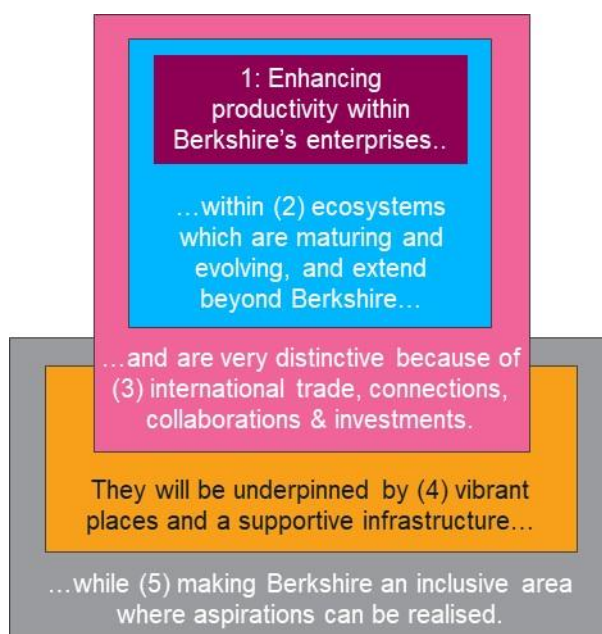 1: Enhancing
productivity within
Berkshire’s enterprises..
…within (2) ecosystems
which are maturing and
evolving, and extend
beyond Berkshire…
…and are very distinctive because of
(3) international trade, connections,
collaborations & investments.
They will be underpinned by (4) vibrant
places and a supportive infrastructure…
…while (5) making Berkshire an inclusive area
where aspirations can be realised.